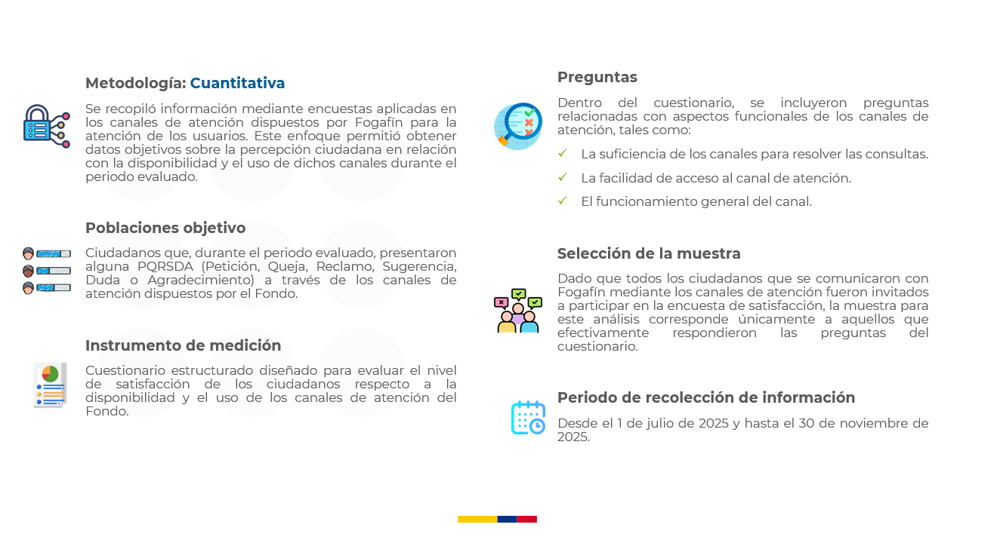 Metodología: Cuantitativa
Se recopiló información mediante encuestas aplicadas en
los canales de atención dispuestos por Fogafín para la
atención de los usuarios. Este enfoque permitió obtener
datos objetivos sobre la percepción ciudadana en relación
con la disponibilidad y el uso de dichos canales durante el
periodo evaluado.
Poblaciones objetivo
Ciudadanos que, durante el periodo evaluado, presentaron
alguna PQRSDA (Petición, Queja, Reclamo, Sugerencia,
Duda o Agradecimiento) a través de los canales de
atención dispuestos por el Fondo.
Instrumento de medición
Cuestionario estructurado diseñado para evaluar el nivel
de satisfacción de los ciudadanos respecto a la
disponibilidad y el uso de los canales de atención del
Fondo.
Preguntas
Dentro del cuestionario, se incluyeron preguntas
relacionadas con aspectos funcionales de los canales de
atención, tales como:
✓ La suficiencia de los canales para resolver las consultas.
✓ La facilidad de acceso al canal de atención.
✓ El funcionamiento general del canal.
Selección de la muestra
Dado que todos los ciudadanos que se comunicaron con
Fogafín mediante los canales de atención fueron invitados
a participar en la encuesta de satisfacción, la muestra para
este análisis corresponde únicamente a aquellos que
efectivamente respondieron las preguntas del
cuestionario.
Periodo de recolección de información
Desde el 1 de julio de 2025 y hasta el 30 de noviembre de
2025.